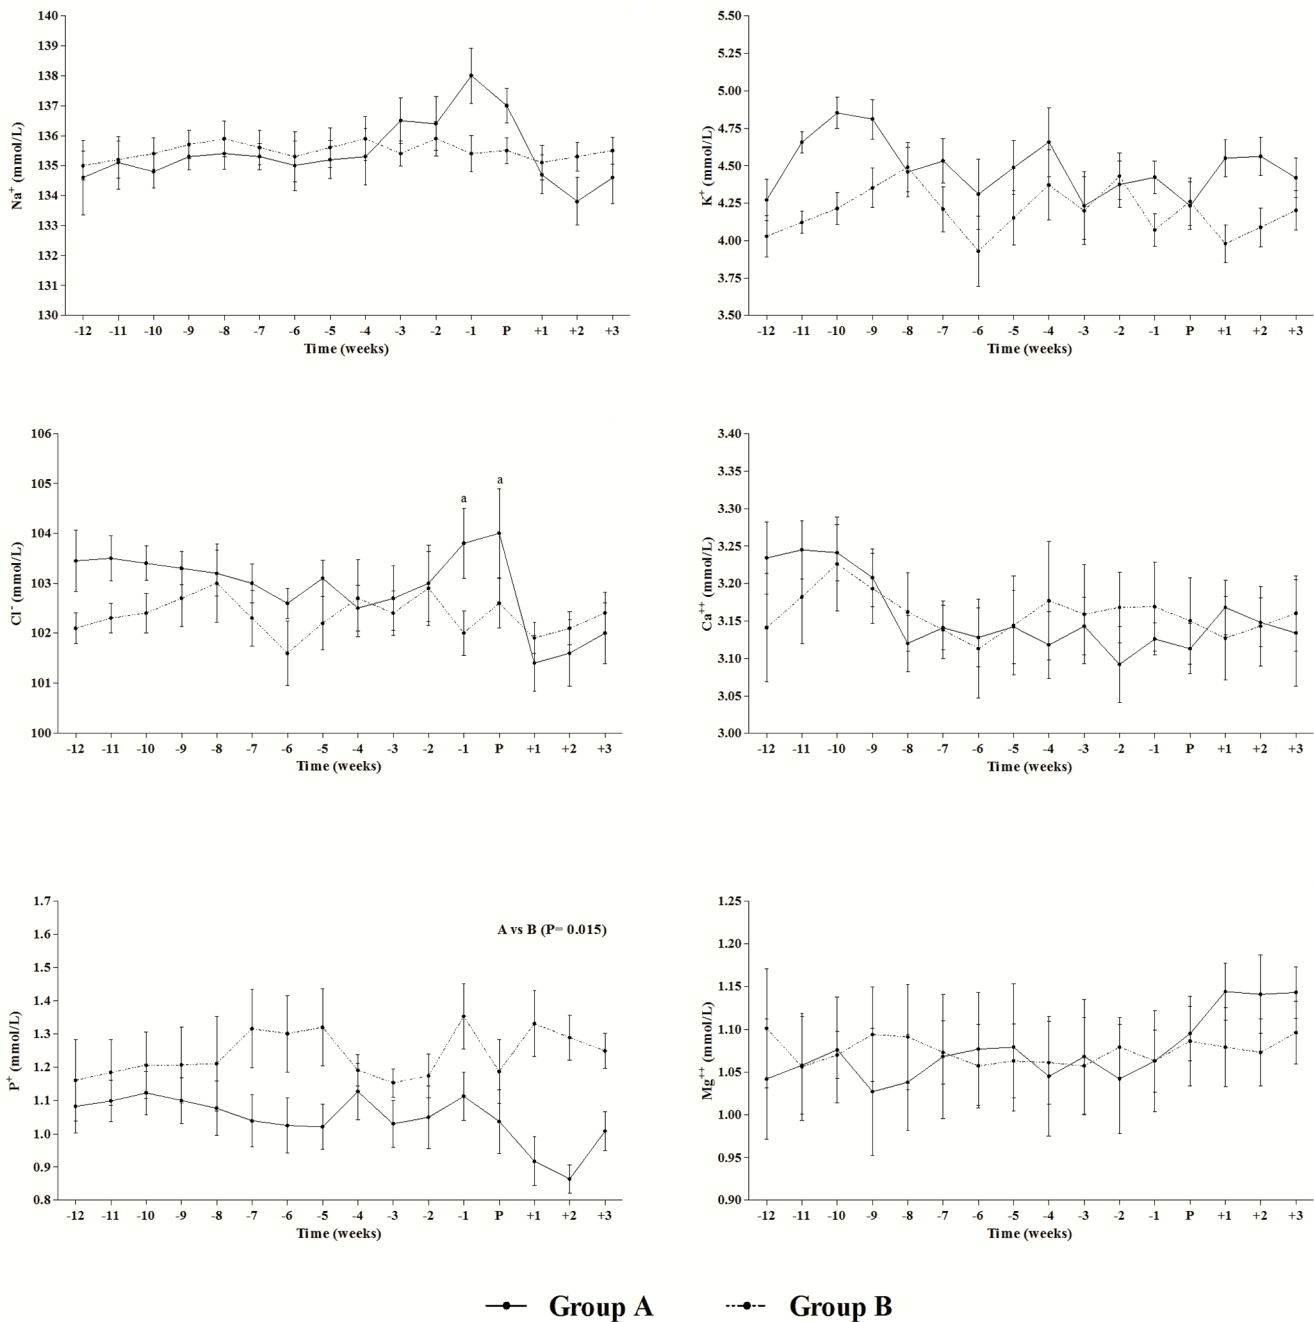 Na+ (mmol/L)
140
139
138
137
136
135
134
133
132
131
130
-12 -11 -10 -9 -8 -7 -6 -5 -4 -3 -2 -1 P +1 +2 +3
Time (weeks)
K+ (mmol/L)
5.50
5.25
5.00
4.75
4.50
4.25
4.00
3.75
3.50
-12 -11 -10 -9 -8 -7 -6 -5 -4 -3 -2 -1 P +1 +2 +3
Time (weeks)
Cl- (mmol/L)
106
105
104
103
102
101
100
a
a
-12 -11 -10 -9 -8 -7 -6 -5 -4 -3 -2 -1 P +1 +2 +3
Time (weeks)
Ca++ (mmol/L)
3.40
3.35
3.30
3.25
3.20
3.15
3.10
3.05
3.00
-12 -11 -10 -9 -8 -7 -6 -5 -4 -3 -2 -1 P +1 +2 +3
Time (weeks)
P+ (mmol/L)
1.7
1.6
1.5
1.4
1.3
1.2
1.1
1.0
0.9
0.8
A vs B (P= 0.015)
-12 -11 -10 -9 -8 -7 -6 -5 -4 -3 -2 -1 P +1 +2 +3
Time (weeks)
Mg++ (mmol/L)
1.25
1.20
1.15
1.10
1.05
1.00
0.95
0.90
-12 -11 -10 -9 -8 -7 -6 -5 -4 -3 -2 -1 P +1 +2 +3
Time (weeks)
Group A
Group B